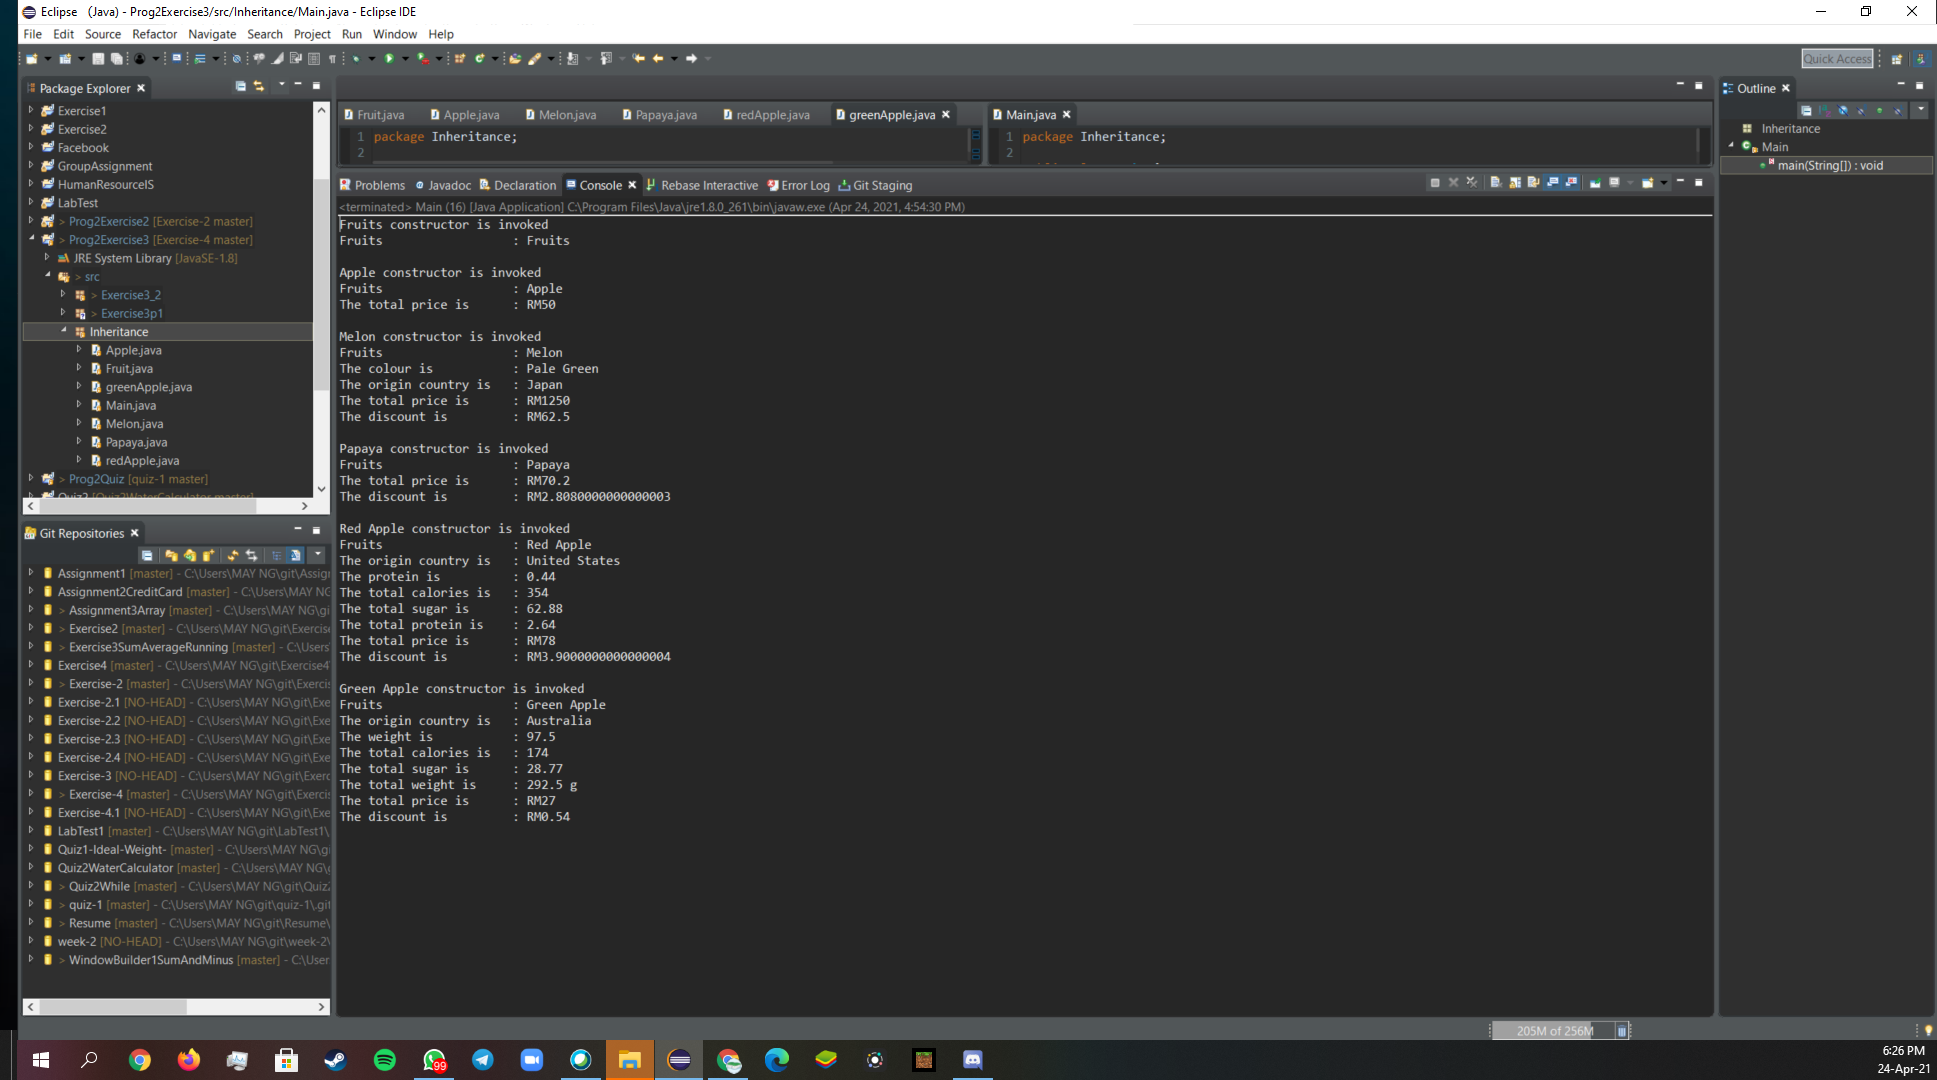 Eclipse (Java) - Prog2Exercise3/src/Inheritance/Main.java - Eclipse IDE
File Edit Source Refactor Navigate Search Project Run Window Help
Quick Access
Package Explorer
Exercise1
Exercise2
Facebook
GroupAssignment
HumanResourceIS
LabTest
> Prog2Exercise2 [Exercise-2 master]
> Prog2Exercise3 [Exercise-4 master]
JRE System Library [JavaSE-1.8]
> src
> Exercise3_2
> Exercise3p1
Inheritance
Apple.java
Fruit.java
greenApple.java
Main.java
Melon.java
Papaya.java
redApple.java
> Prog2Quiz [quiz-1 master]
Quiz2 [Quiz2WaterCalculator master]
Git Repositories
Assignment1 [master] - C:\Users\MAY NG\git\Assign
Assignment2CreditCard [master] - C:\Users\MAY NG
> Assignment3Array [master] - C:\Users\MAY NG\gi
> Exercise2 [master] - C:\Users\MAY NG\git\Exercise
> Exercise3SumAverageRunning [master] - C:\Users
Exercise4 [master] - C:\Users\MAY NG\git\Exercise4
> Exercise-2 [master] - C:\Users\MAY NG\git\Exercis
Exercise-2.1 [NO-HEAD] - C:\Users\MAY NG\git\Exe
Exercise-2.2 [NO-HEAD] - C:\Users\MAY NG\git\Exe
Exercise-2.3 [NO-HEAD] - C:\Users\MAY NG\git\Exe
Exercise-2.4 [NO-HEAD] - C:\Users\MAY NG\git\Exe
Exercise-3 [NO-HEAD] - C:\Users\MAY NG\git\Exerc
> Exercise-4 [master] - C:\Users\MAY NG\git\Exercis
Exercise-4.1 [NO-HEAD] - C:\Users\MAY NG\git\Exe
LabTest1 [master] - C:\Users\MAY NG\git\LabTest1\
Quiz1-Ideal-Weight- [master] - C:\Users\MAY NG\g
Quiz2WaterCalculator [master] - C:\Users\MAY NG\
> Quiz2While [master] - C:\Users\MAY NG\git\Quiz
> quiz-1 [master] - C:\Users\MAY NG\git\quiz-1\.git
> Resume [master] - C:\Users\MAY NG\git\Resume\
week-2 [NO-HEAD] - C:\Users\MAY NG\git\week-2\
> WindowBuilder1SumAndMinus [master] - C:\User
Fruit.java Apple.java Melon.java Papaya.java redApple.java greenApple.java
1 package Inheritance;
2
Main.java
1 package Inheritance;
2
Problems Javadoc Declaration Console Rebase Interactive Error Log Git Staging
<terminated> Main (16) [Java Application] C:\Program Files\Java\jre1.8.0_261\bin\javaw.exe (Apr 24, 2021, 4:54:30 PM)
Fruits constructor is invoked
Fruits : Fruits
Apple constructor is invoked
Fruits : Apple
The total price is : RM50
Melon constructor is invoked
Fruits : Melon
The colour is : Pale Green
The origin country is : Japan
The total price is : RM1250
The discount is : RM62.5
Papaya constructor is invoked
Fruits : Papaya
The total price is : RM70.2
The discount is : RM2.8080000000000003
Red Apple constructor is invoked
Fruits : Red Apple
The origin country is : United States
The protein is : 0.44
The total calories is : 354
The total sugar is : 62.88
The total protein is : 2.64
The total price is : RM78
The discount is : RM3.9000000000000004
Green Apple constructor is invoked
Fruits : Green Apple
The origin country is : Australia
The weight is : 97.5
The total calories is : 174
The total sugar is : 28.77
The total weight is : 292.5 g
The total price is : RM27
The discount is : RM0.54
Outline
Inheritance
Main
main(String[]) : void
205M of 256M
99
6:26 PM
24-Apr-21